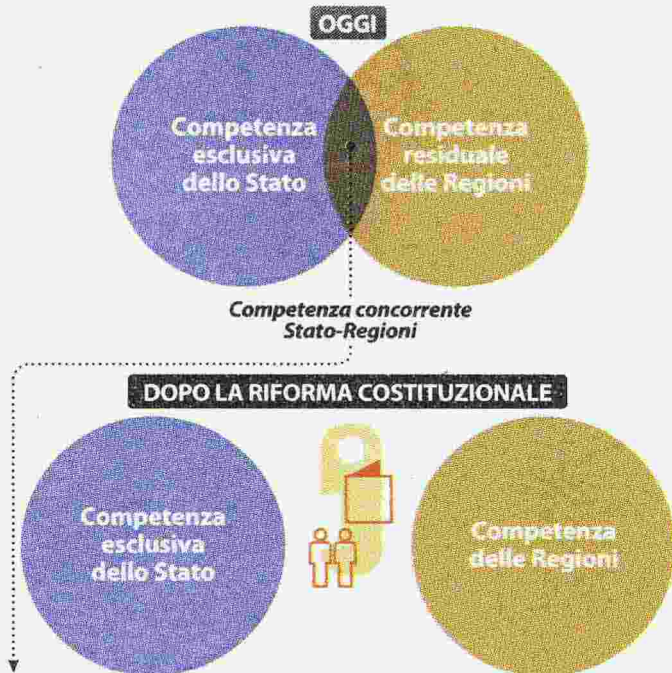 OGGI
Competenza
esclusiva
dello Stato
Competenza
residuale
delle Regioni
Competenza concorrente
Stato-Regioni
DOPO LA RIFORMA COSTITUZIONALE
Competenza
esclusiva
dello Stato
Competenza
delle Regioni